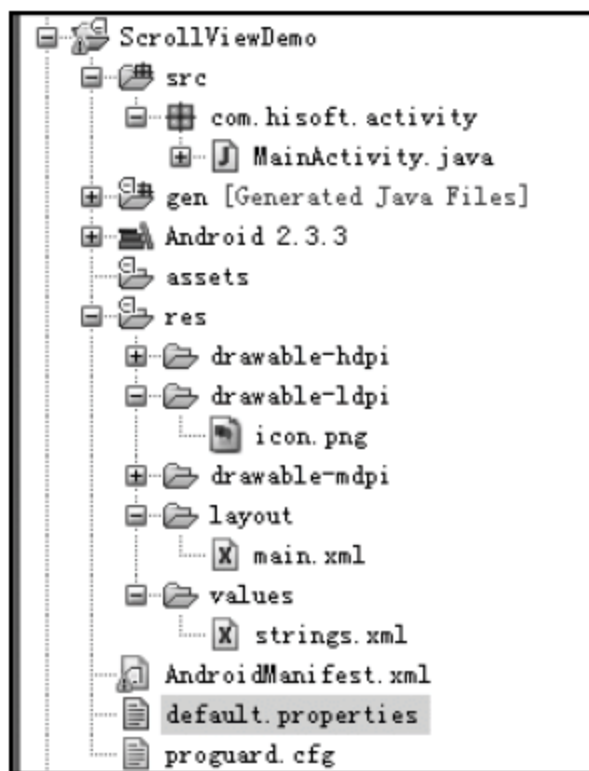 ScrollViewDemo
src
com.hisoft.activity
MainActivity.java
gen [Generated Java Files]
Android 2.3.3
assets
res
drawable-hdpi
drawable-ldpi
icon.png
drawable-mdpi
layout
main.xml
values
strings.xml
AndroidManifest.xml
default.properties
proguard.cfg